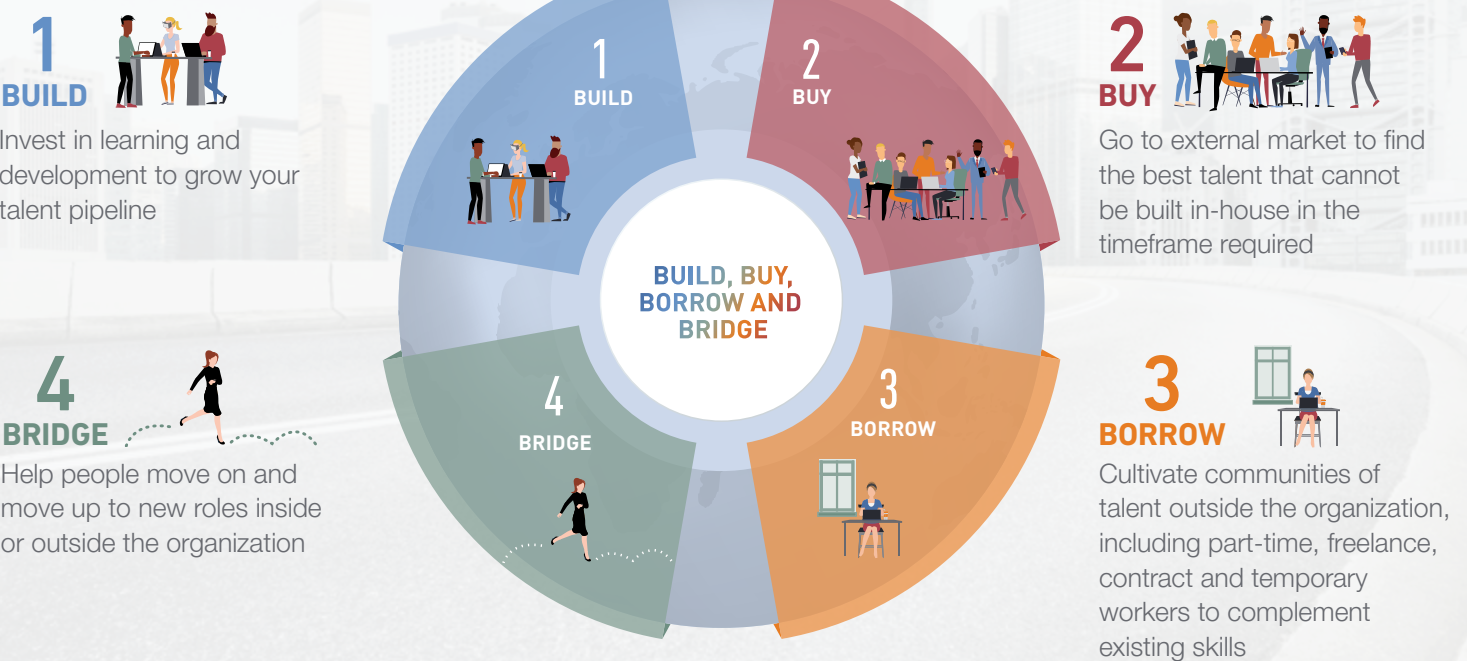 1
BUILD
Invest in learning and
development to grow your
talent pipeline
1
BUILD
2
BUY
2
BUY
Go to external market to find
the best talent that cannot
be built in-house in the
timeframe required
BUILD, BUY,
BORROW AND
BRIDGE
4
BRIDGE
Help people move on and
move up to new roles inside
or outside the organization
4
BRIDGE
3
BORROW
3
BORROW
Cultivate communities of
talent outside the organization,
including part-time, freelance,
contract and temporary
workers to complement
existing skills